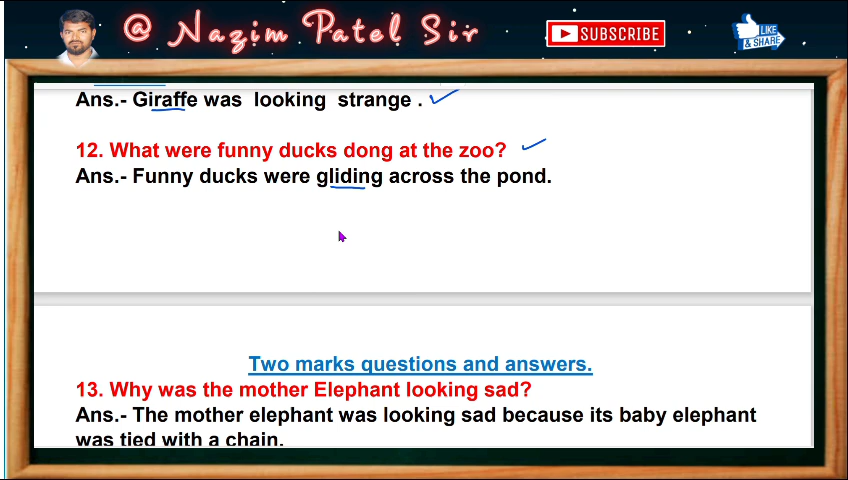 @ Nazim Patel Sir
SUBSCRIBE
LIKE
& SHARE
Ans.- Giraffe was looking strange .
12. What were funny ducks dong at the zoo?
Ans.- Funny ducks were gliding across the pond.
Two marks questions and answers.
13. Why was the mother Elephant looking sad?
Ans.- The mother elephant was looking sad because its baby elephant
was tied with a chain.